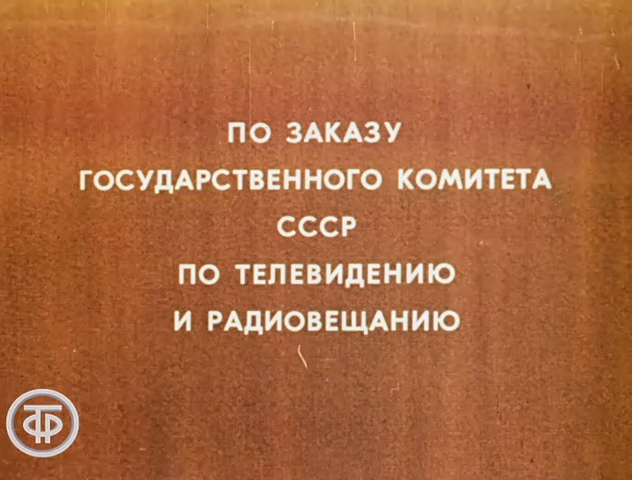 ПО ЗАКАЗУ
ГОСУДАРСТВЕННОГО КОМИТЕТА
СССР
ПО ТЕЛЕВИДЕНИЮ
И РАДИОВЕЩАНИЮ